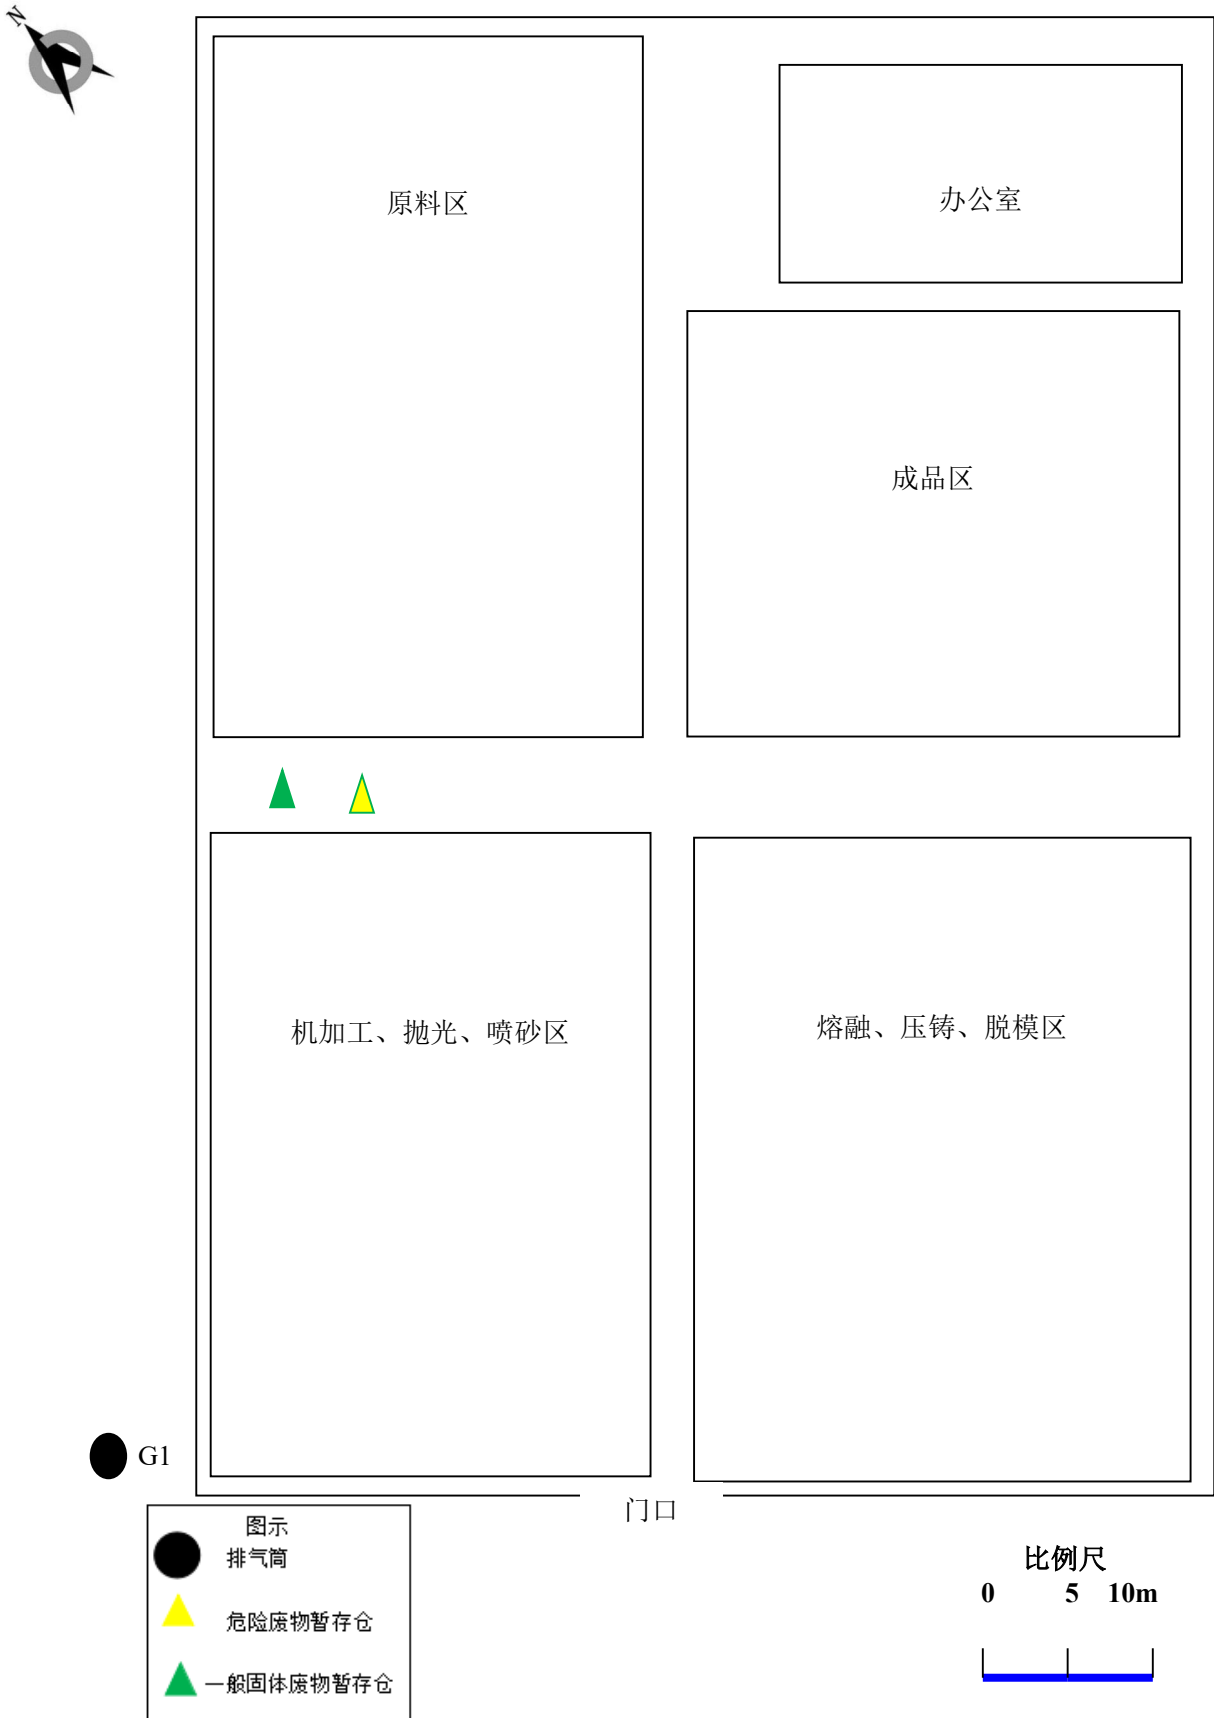 N
原料区
办公室
成品区
机加工、抛光、喷砂区
熔融、压铸、脱模区
G1
门口
图示
排气筒
危险废物暂存仓
一般固体废物暂存仓
比例尺
0 5 10m